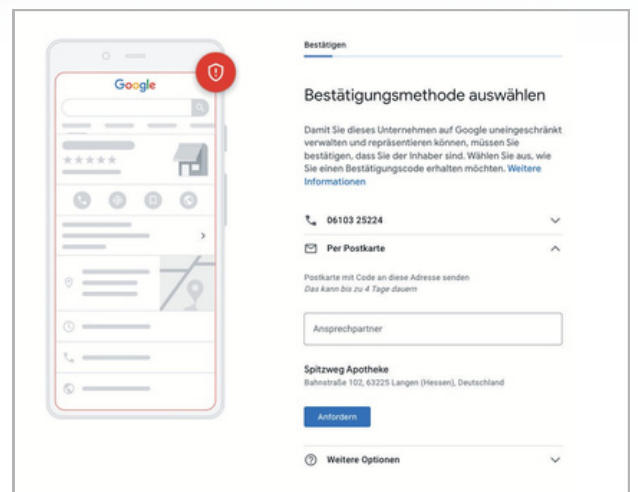 Google
Bestätigen
Bestätigungsmethode auswählen
Damit Sie dieses Unternehmen auf Google uneingeschränkt
verwalten und repräsentieren können, müssen Sie
bestätigen, dass Sie der Inhaber sind. Wählen Sie aus, wie
Sie einen Bestätigungscode erhalten möchten. Weitere
Informationen
06103 25224
Per Postkarte
Postkarte mit Code an diese Adresse senden
Das kann bis zu 4 Tage dauern
Ansprechpartner
Spitzweg Apotheke
Bahnstraße 102, 63225 Langen (Hessen), Deutschland
Anfordern
Weitere Optionen